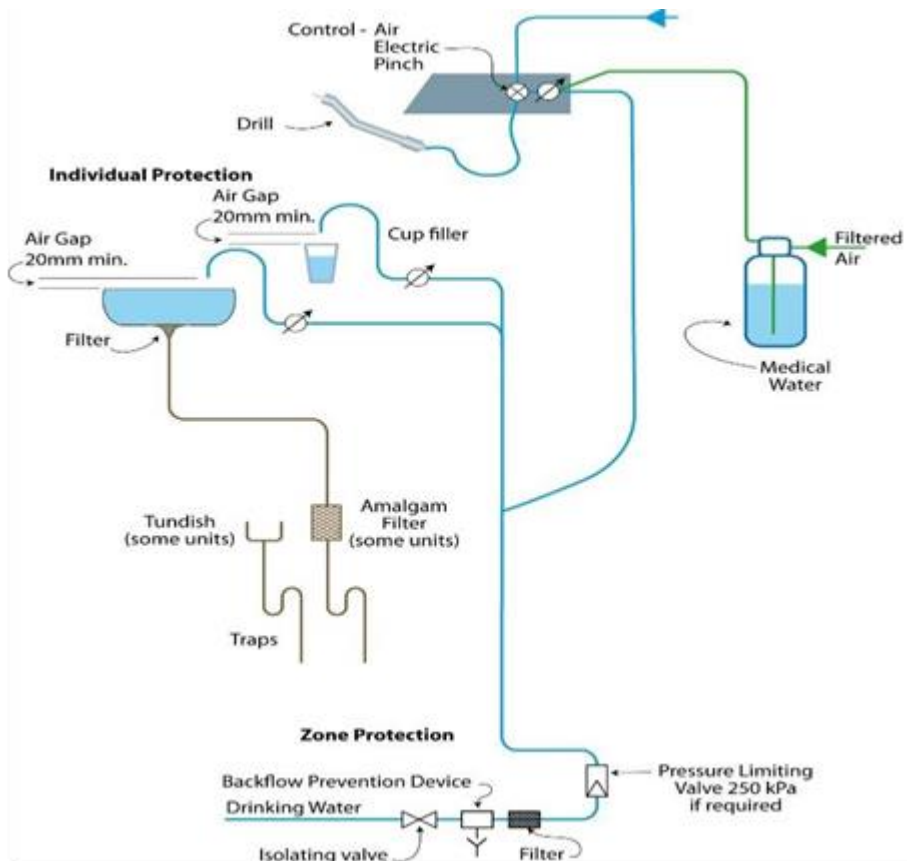 Control - Air
Electric
Pinch
Drill
Individual Protection
Air Gap
20mm min.
Cup filler
Air Gap
20mm min.
Filtered
Air
Filter
Medical
Water
Tundish
(some units)
Amalgam
Filter
(some units)
Traps
Zone Protection
Backflow Prevention Device
Pressure Limiting
Valve 250 kPa
if required
Drinking Water
Isolating valve
Filter